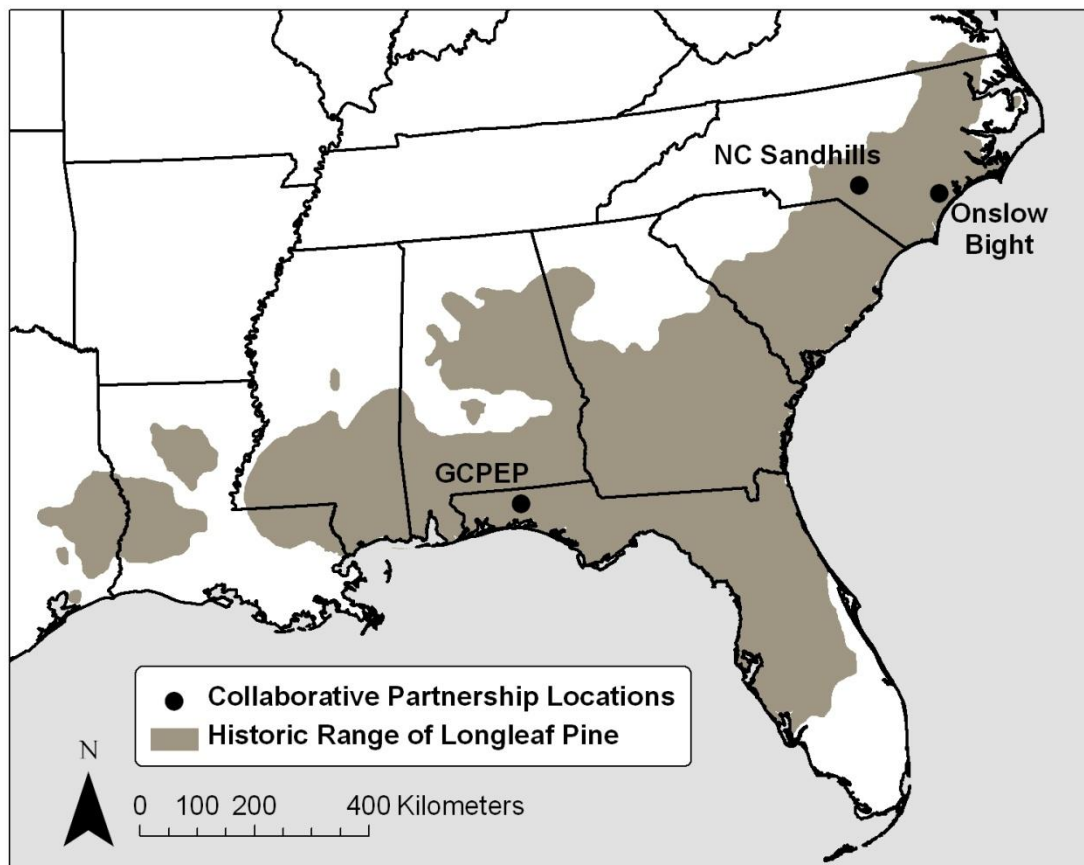 NC Sandhills
Onslow
Bight
GCPEP
Collaborative Partnership Locations
Historic Range of Longleaf Pine
N
0 100 200 400 Kilometers